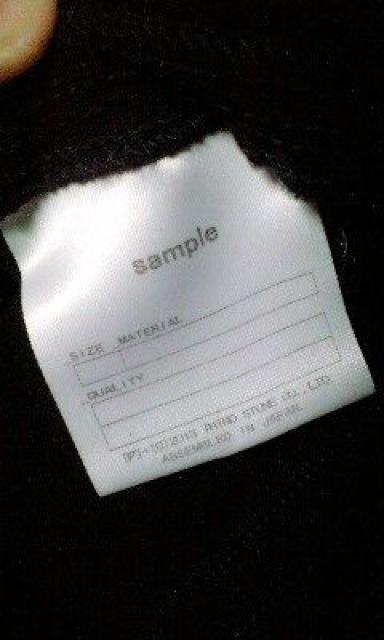 sample
SIZE MATERIAL
QUALITY
STONE CO.,LTD.
ASSEMBLED IN JAPAN